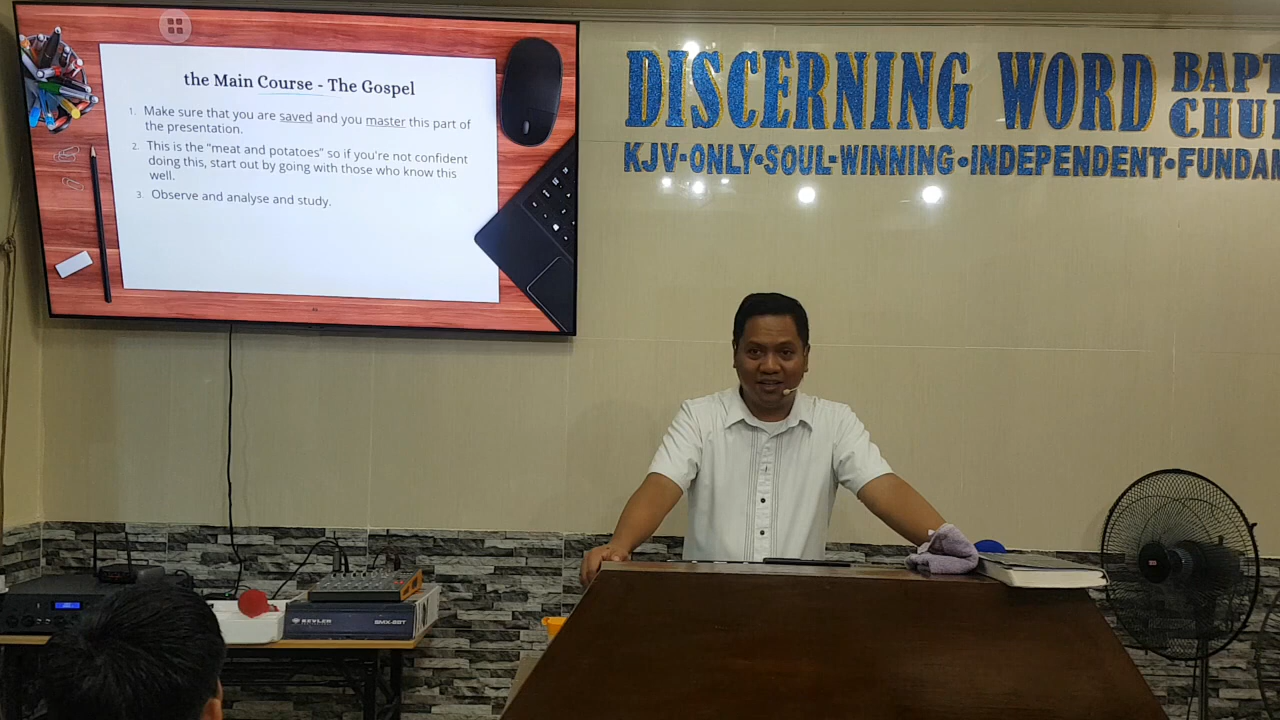 the Main Course - The Gospel
1. Make sure that you are saved and you master this part of
the presentation.
2. This is the "meat and potatoes" so if you're not confident
doing this, start out by going with those who know this
well.
3. Observe and analyse and study.
DISCERNING WORD BAPT
CHU
KJV•ONLY•SOUL-WINNING•INDEPENDENT•FUNDAM
KEVLER